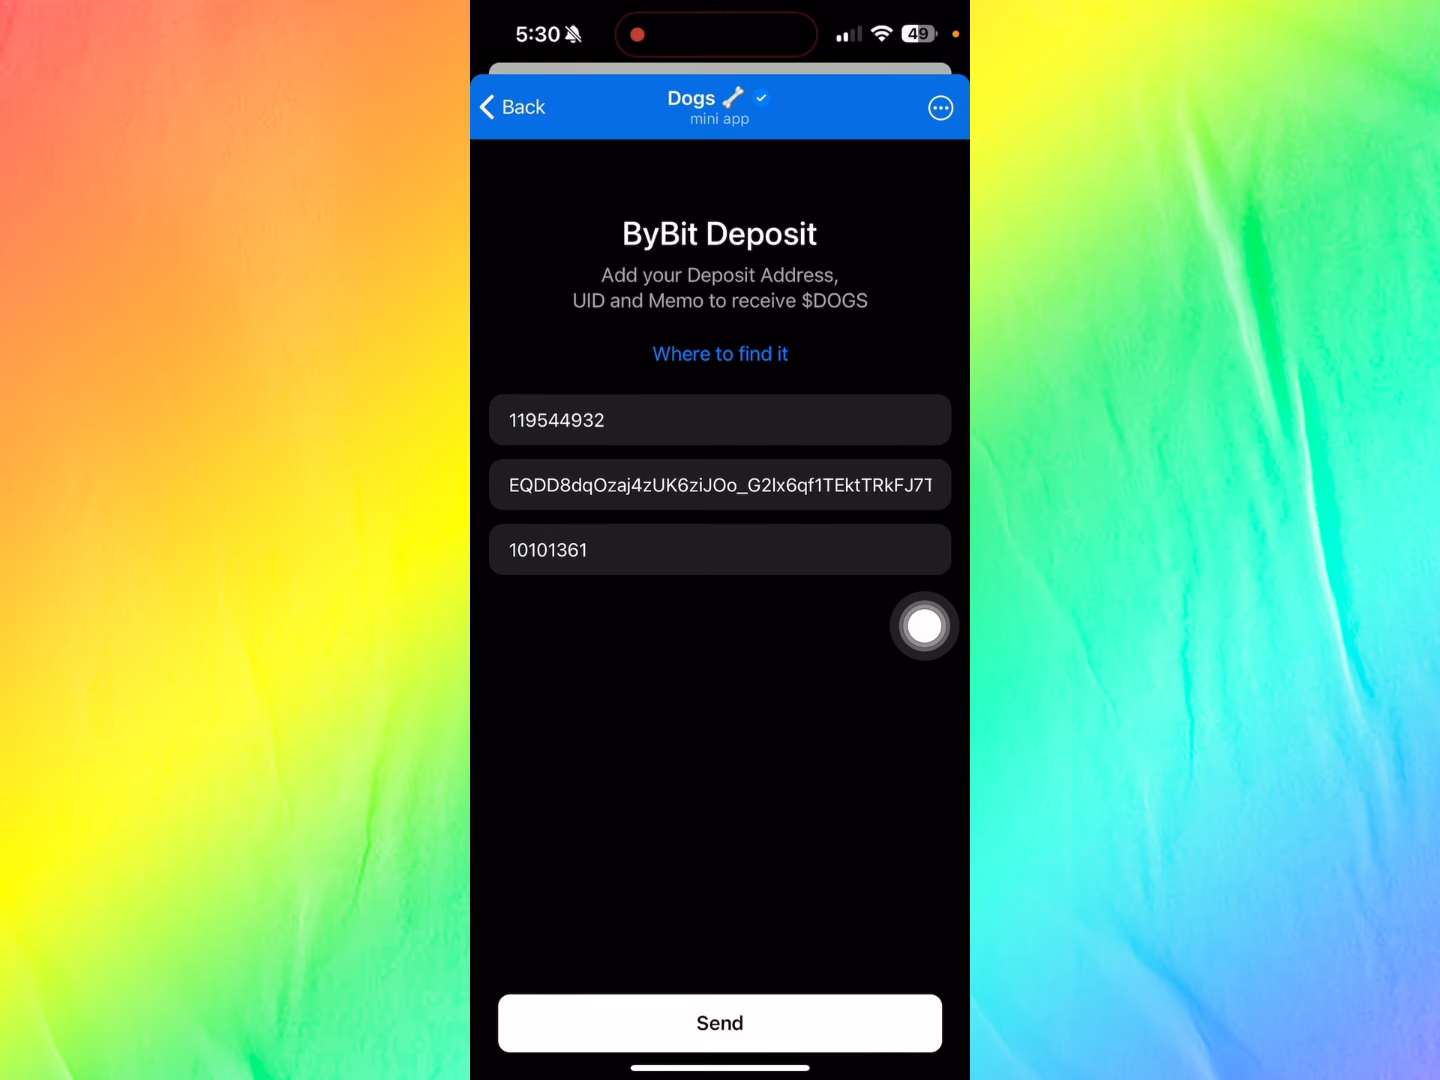 5:30
49
Back
Dogs
mini app
ByBit Deposit
Add your Deposit Address,
UID and Memo to receive $DOGS
Where to find it
119544932
EQDD8dqOzaj4zUK6ziJOo_G2lx6qf1TEktTRkFJ7T
10101361
Send